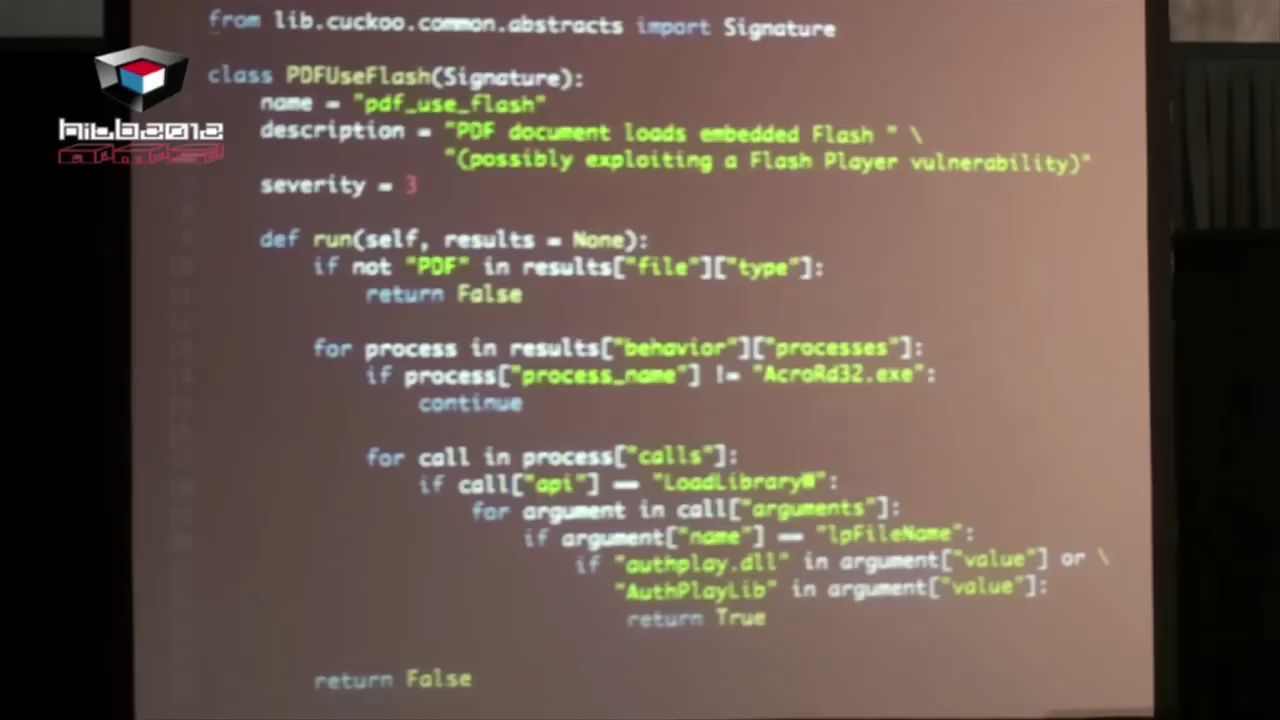 from lib.cuckoo.common.abstracts import Signature
HITB2012
AMS
class PDFUseFlash(Signature):
name = "pdf_use_flash"
description = "PDF document loads embedded Flash " \
"(possibly exploiting a Flash Player vulnerability)"
severity = 3
def run(self, results = None):
if not "PDF" in results["file"]["type"]:
return False
for process in results["behavior"]["processes"]:
if process["process_name"] != "AcroRd32.exe":
continue
for call in process["calls"]:
if call["api"] == "LoadLibrary
for argument in call["arguments"]:
if argument["name"] == "lpFileName":
if "authplay.dll" in argument["value"] or \
"AuthPlayLib" in argument["value"]:
return True
return False